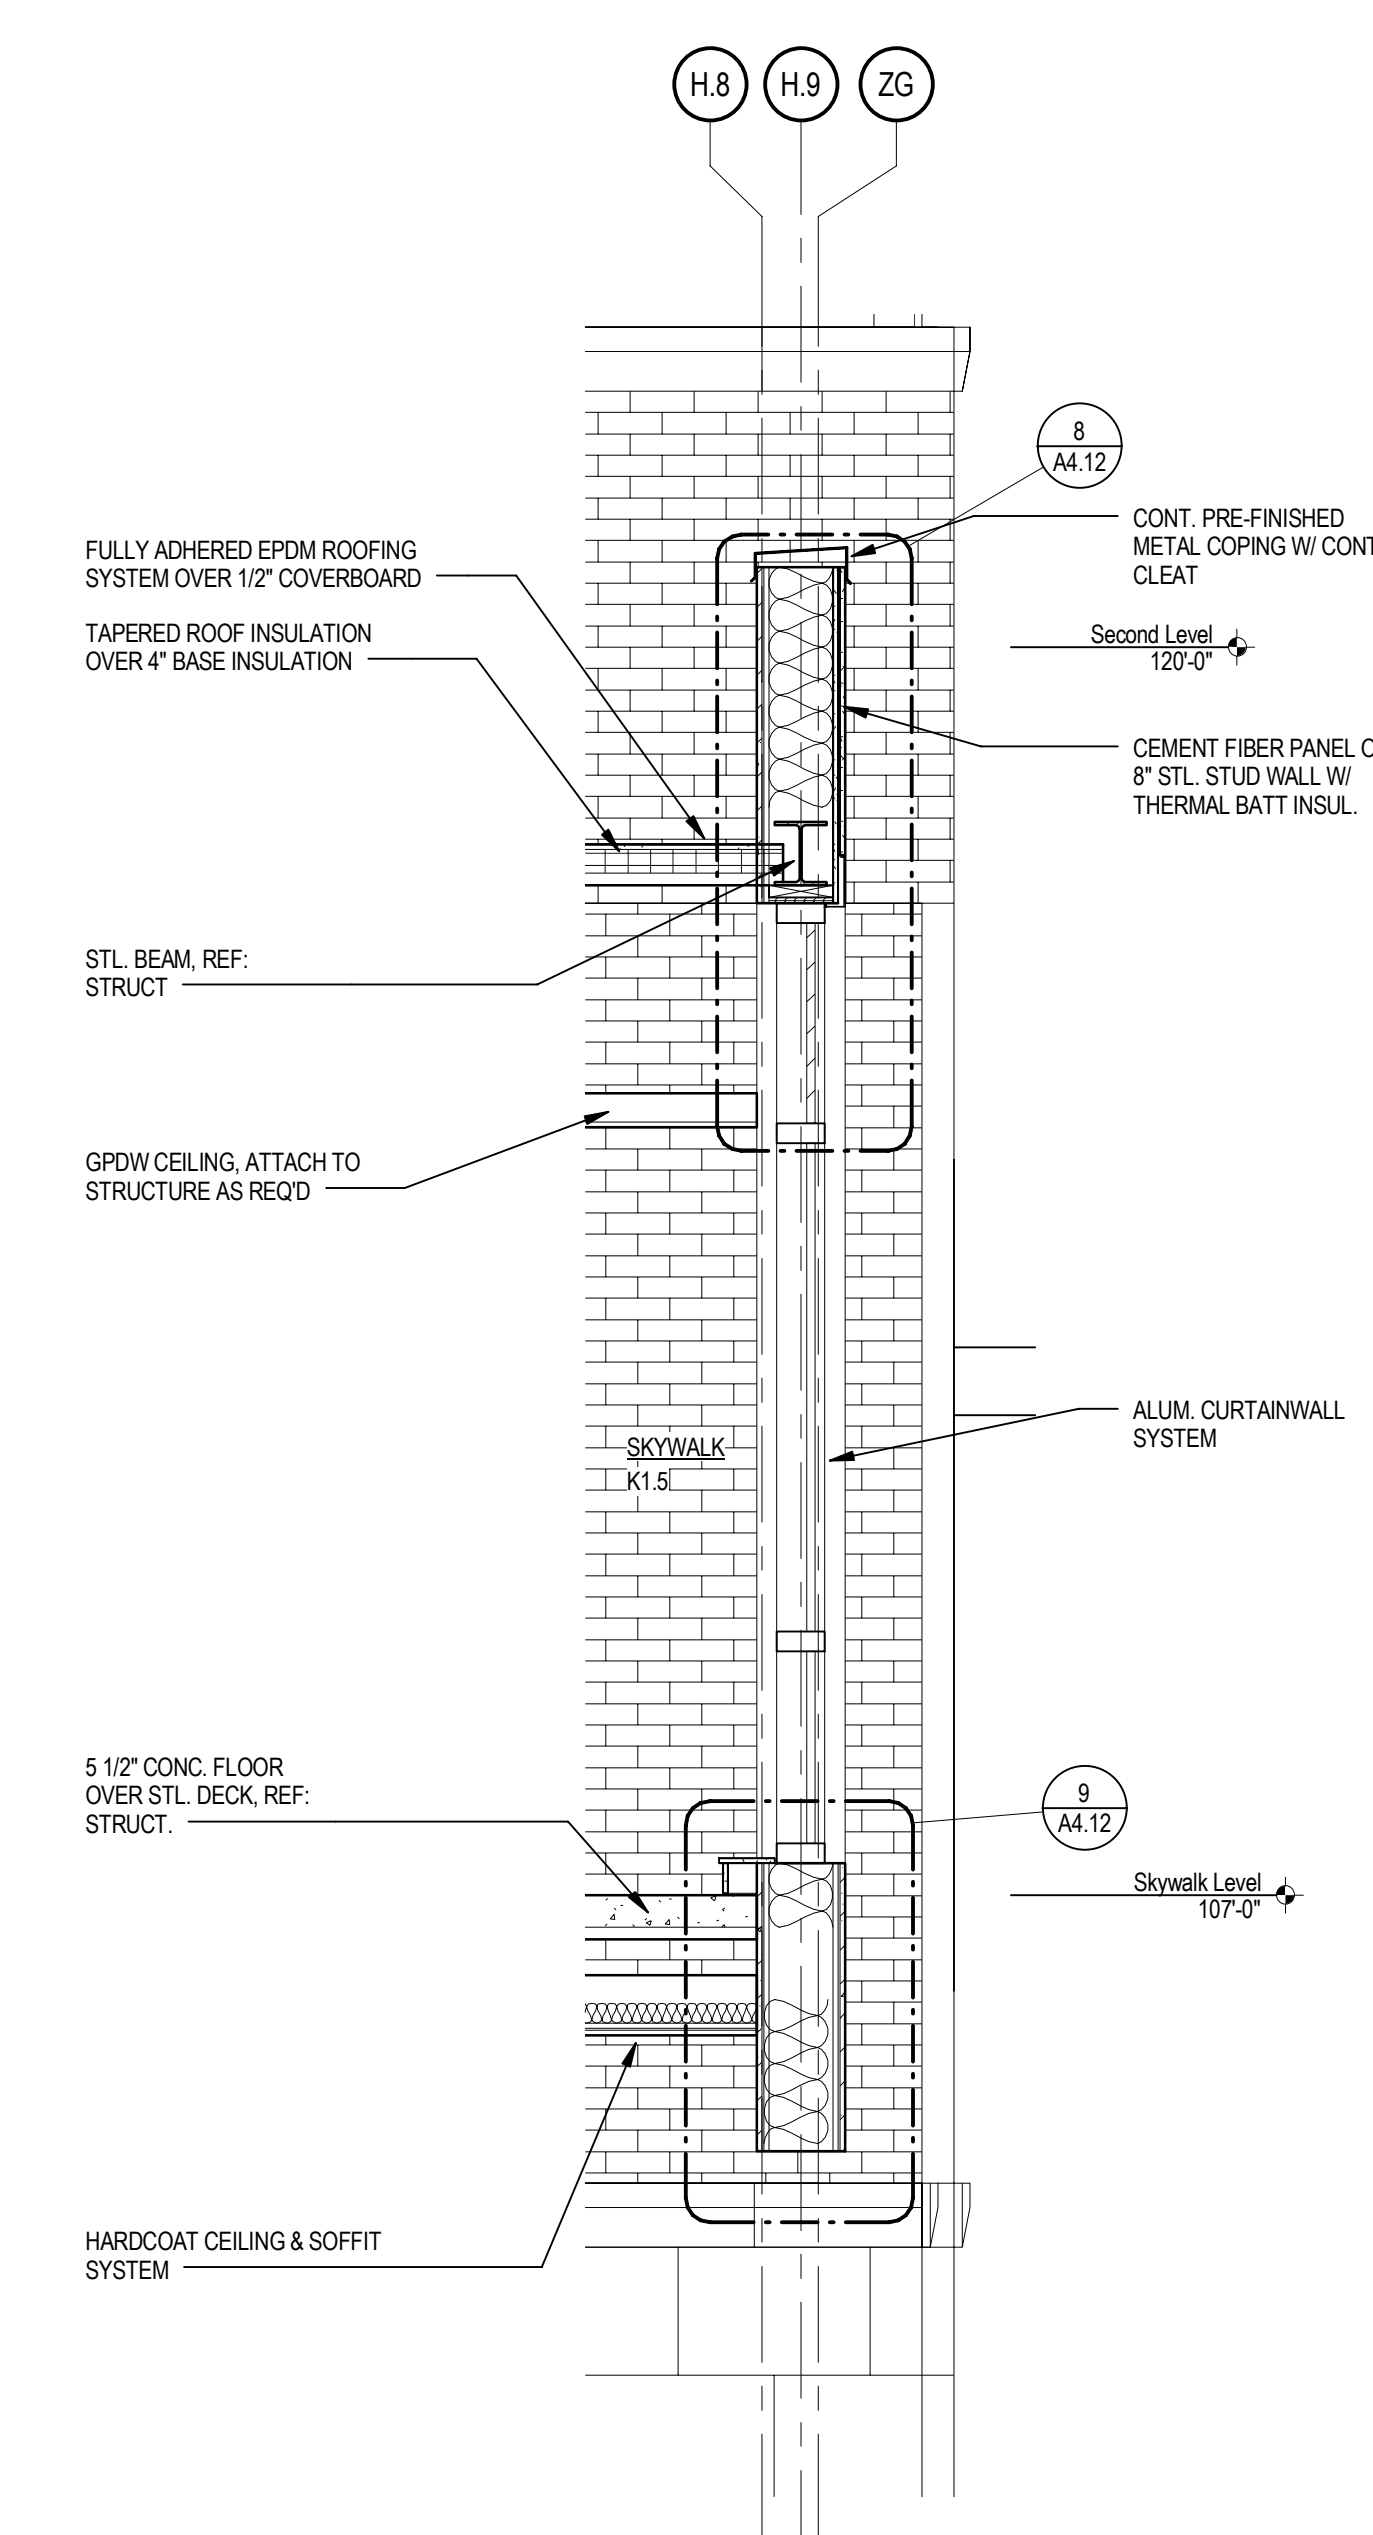 H.8 H.9 ZG
8
A4.12
CONT. PRE-FINISHED
METAL COPING W/ CONT
CLEAT
FULLY ADHERED EPDM ROOFING
SYSTEM OVER 1/2" COVERBOARD
TAPERED ROOF INSULATION
OVER 4" BASE INSULATION
Second Level
120'-0"
CEMENT FIBER PANEL
8" STL. STUD WALL W/
THERMAL BATT INSUL.
STL. BEAM, REF:
STRUCT
GPDW CEILING, ATTACH TO
STRUCTURE AS REQ'D
ALUM. CURTAINWALL
SYSTEM
SKYWALK
K1.5
5 1/2" CONC. FLOOR
OVER STL. DECK, REF:
STRUCT.
9
A4.12
Skywalk Level
107'-0"
HARDCOAT CEILING & SOFFIT
SYSTEM